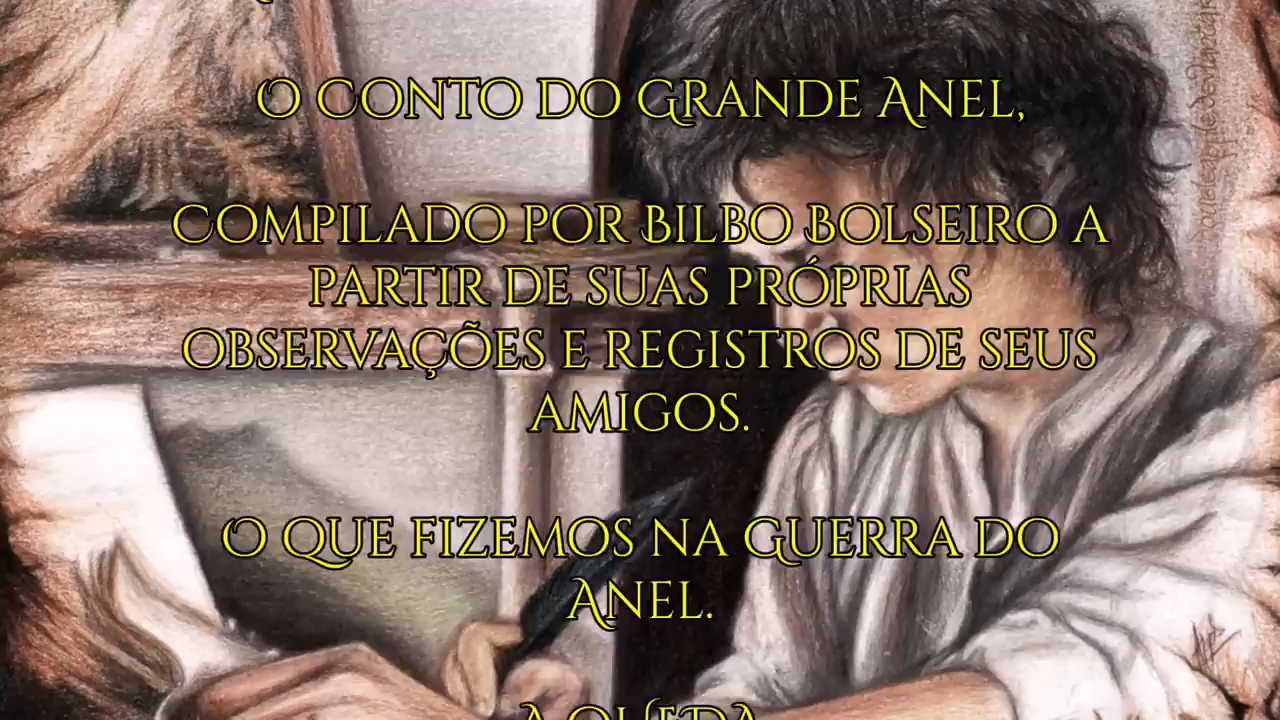 O Conto do Grande Anel,
Compilado por Bilbo Bolseiro a
partir de suas próprias
observações e registros de seus
amigos.
O que fizemos na Guerra do
Anel.
A Queda